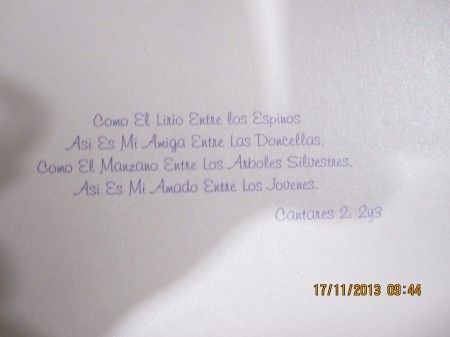 Como El Lirio Entre los Espinos
Asi Es Mi Amiga Entre Las Doncellas,
Como El Manzano Entre Los Arboles Silvestres,
Asi Es Mi Amado Entre Los Jovenes.
Cantares 2: 2y3
17/11/2013 09:44